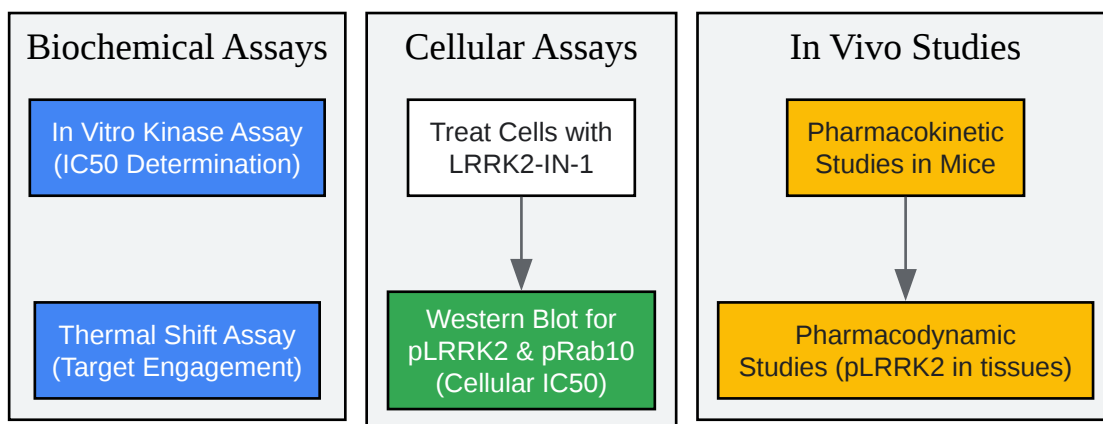 Biochemical Assays
In Vitro Kinase Assay
(IC50 Determination)
Thermal Shift Assay
(Target Engagement)
Cellular Assays
Treat Cells with
LRRK2-IN-1
Western Blot for
pLRRK2 & pRab10
(Cellular IC50)
In Vivo Studies
Pharmacokinetic
Studies in Mice
Pharmacodynamic
Studies (pLRRK2 in tissues)